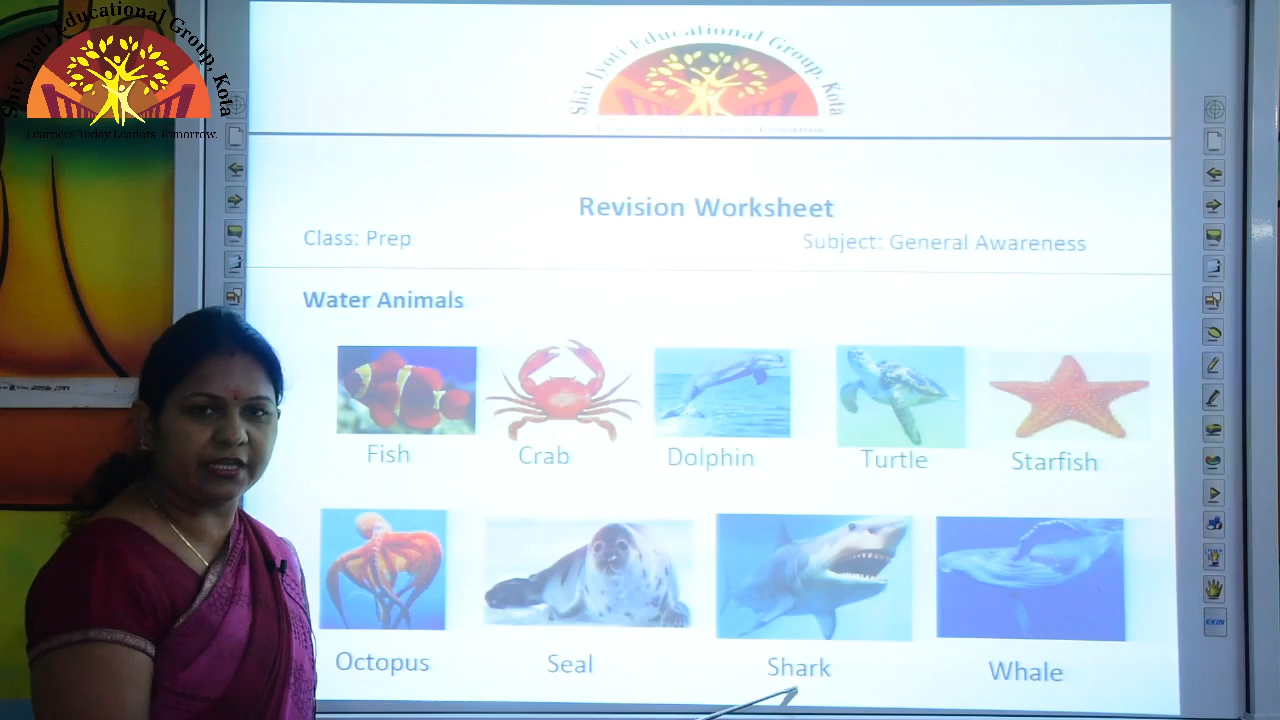 Shiv Jyoti Educational Group, Kota
Learners Today Leaders Tomorrow.
Shiv Jyoti Educational Group, Kota
Revision Worksheet
Class: Prep
Subject: General Awareness
Water Animals
Fish
Crab
Dolphin
Turtle
Starfish
Octopus
Seal
Shark
Whale
EXIN